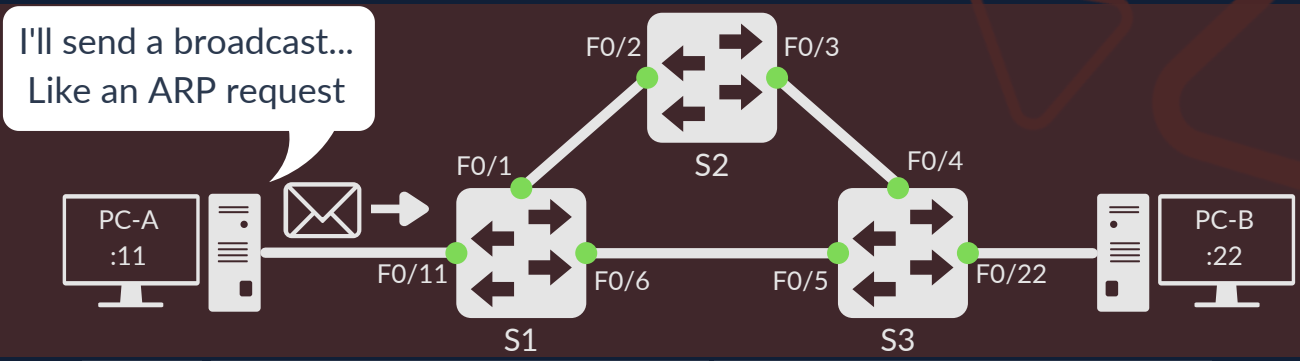 I'll send a broadcast...
Like an ARP request
F0/2
F0/3
S2
F0/1
F0/4
PC-A
:11
PC-B
:22
F0/11
F0/6
F0/5
F0/22
S1
S3